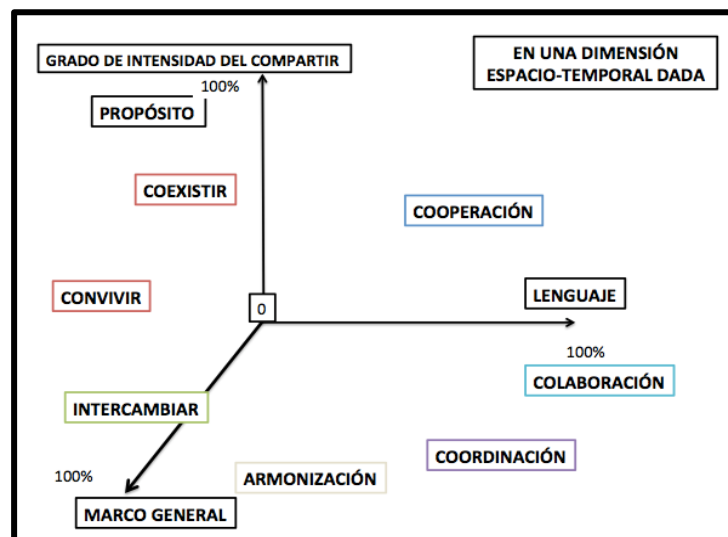 GRADO DE INTENSIDAD DEL COMPARTIR
EN UNA DIMENSIÓN
ESPACIO-TEMPORAL DADA
100%
PROPÓSITO
COEXISTIR
COOPERACIÓN
CONVIVIR
LENGUAJE
0
100%
COLABORACIÓN
INTERCAMBIAR
COORDINACIÓN
100%
ARMONIZACIÓN
MARCO GENERAL